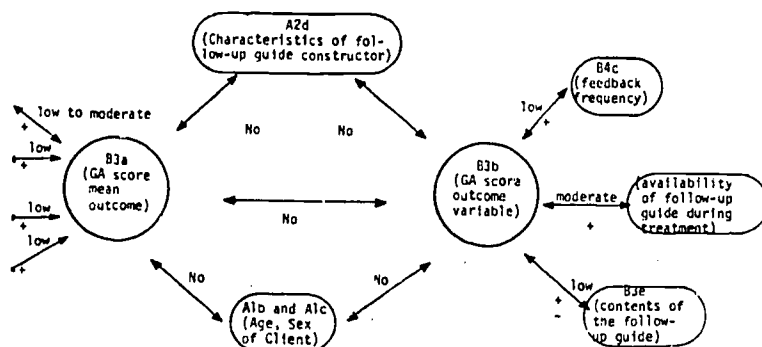 A2d
(Characteristics of fol-
low-up guide constructor)
low to moderate
+
low
+
B3a
(GA score
mean
outcome)
low
+
low
+
No
No
No
No
No
A1b and A1c
(Age, Sex
of Client)
B3b
(GA score
outcome
variable)
B4c
(feedback
frequency)
low
+
moderate
+
(availability
of follow-up
guide during
treatment)
low
+
-
B3e
(contents of
the follow-
up guide)